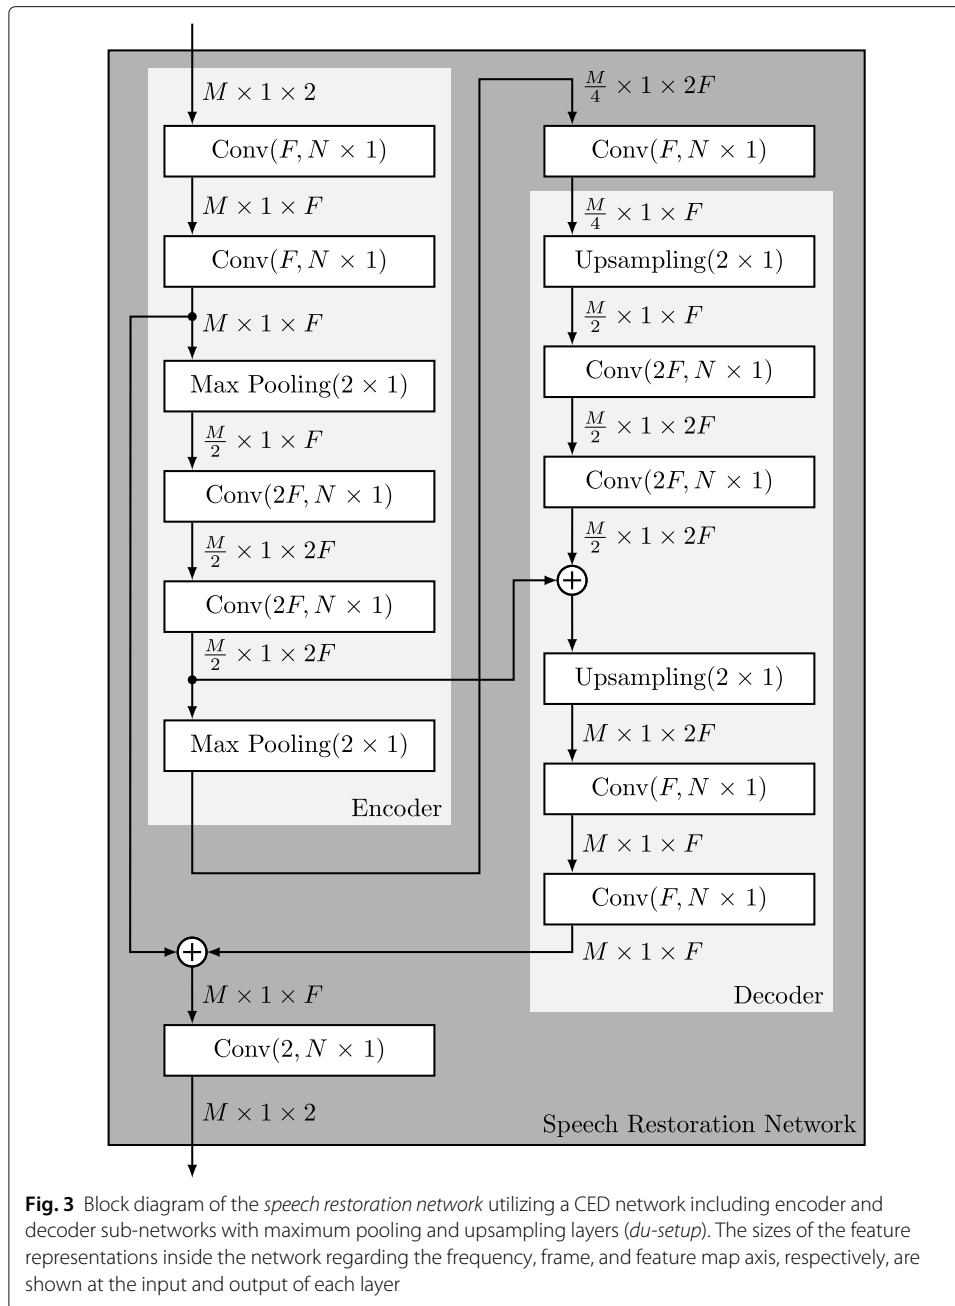 M × 1 × 2
Conv(F, N × 1)
M × 1 × F
Conv(F, N × 1)
M × 1 × F
Max Pooling(2 × 1)
M/2 × 1 × F
Conv(2F, N × 1)
M/2 × 1 × 2F
Conv(2F, N × 1)
M/2 × 1 × 2F
Max Pooling(2 × 1)
Encoder
M/4 × 1 × 2F
Conv(F, N × 1)
M/4 × 1 × F
Upsampling(2 × 1)
M/2 × 1 × F
Conv(2F, N × 1)
M/2 × 1 × 2F
Conv(2F, N × 1)
M/2 × 1 × 2F
+
Upsampling(2 × 1)
M × 1 × 2F
Conv(F, N × 1)
M × 1 × F
Conv(F, N × 1)
M × 1 × F
Decoder
+
M × 1 × F
Conv(2, N × 1)
M × 1 × 2
Speech Restoration Network
Fig. 3 Block diagram of the speech restoration network utilizing a CED network including encoder and
decoder sub-networks with maximum pooling and upsampling layers (du-setup). The sizes of the feature
representations inside the network regarding the frequency, frame, and feature map axis, respectively, are
shown at the input and output of each layer